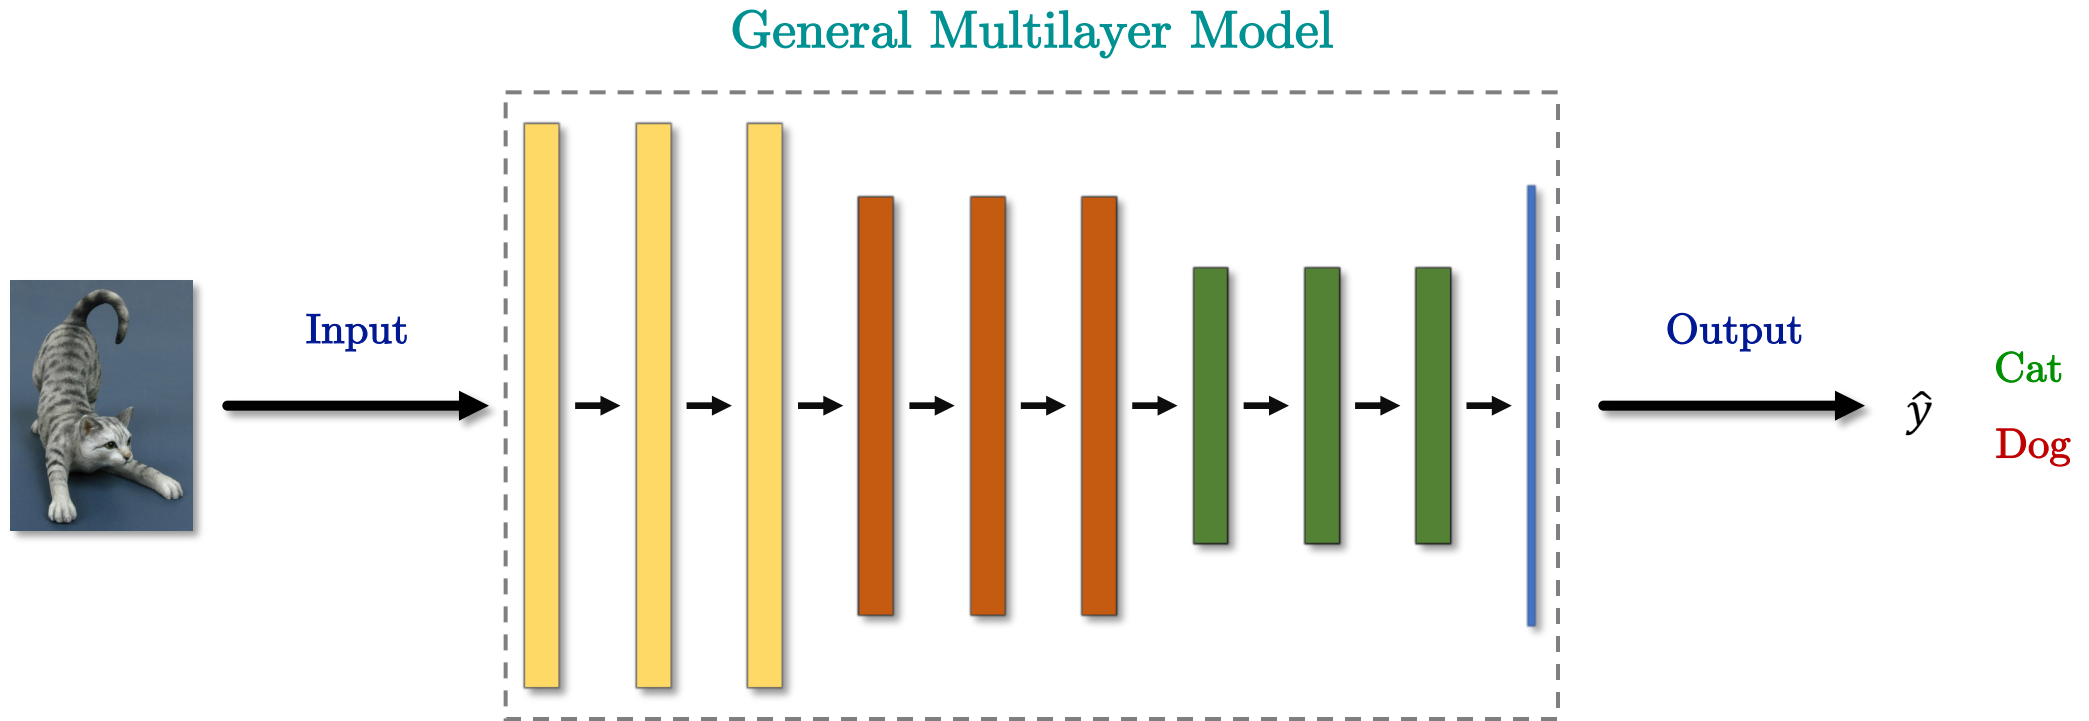 General Multilayer Model
Input
Output
Cat
ŷ
Dog